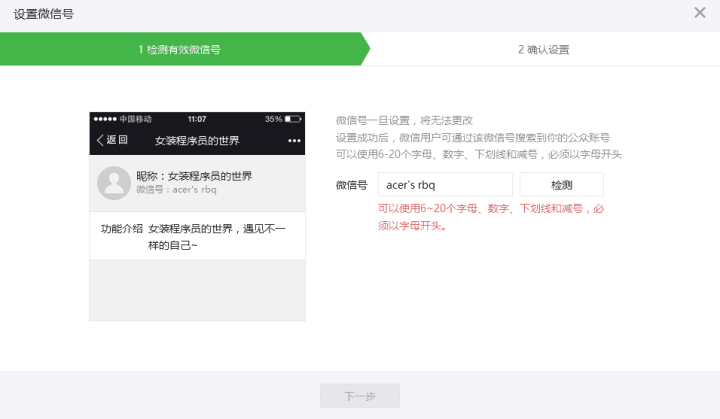 设置微信号
1 检测有效微信号
2 确认设置
中国移动 11:07 35%
返回 女装程序员的世界
昵称：女装程序员的世界
微信号：acer's rbq
功能介绍 女装程序员的世界，遇见不一
样的自己~
微信号一旦设置，将无法更改
设置成功后，微信用户可通过该微信号搜索到你的公众账号
可以使用6-20个字母、数字、下划线和减号，必须以字母开头
微信号 acer's rbq 检测
可以使用6~20个字母、数字、下划线和减号，必
须以字母开头。
下一步